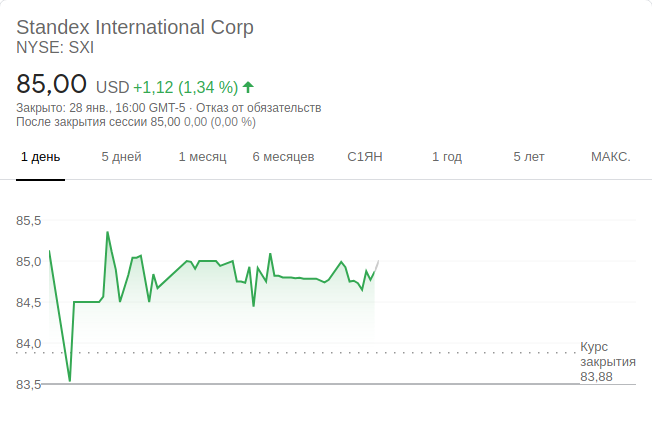 Standex International Corp
NYSE: SXI
85,00 USD +1,12 (1,34 %)
Закрыто: 28 янв., 16:00 GMT-5 · Отказ от обязательств
После закрытия сессии 85,00 0,00 (0,00 %)
1 день 5 дней 1 месяц 6 месяцев С1ЯН 1 год 5 лет МАКС.
85,5
85,0
84,5
84,0
83,5
Курс
закрытия
83,88